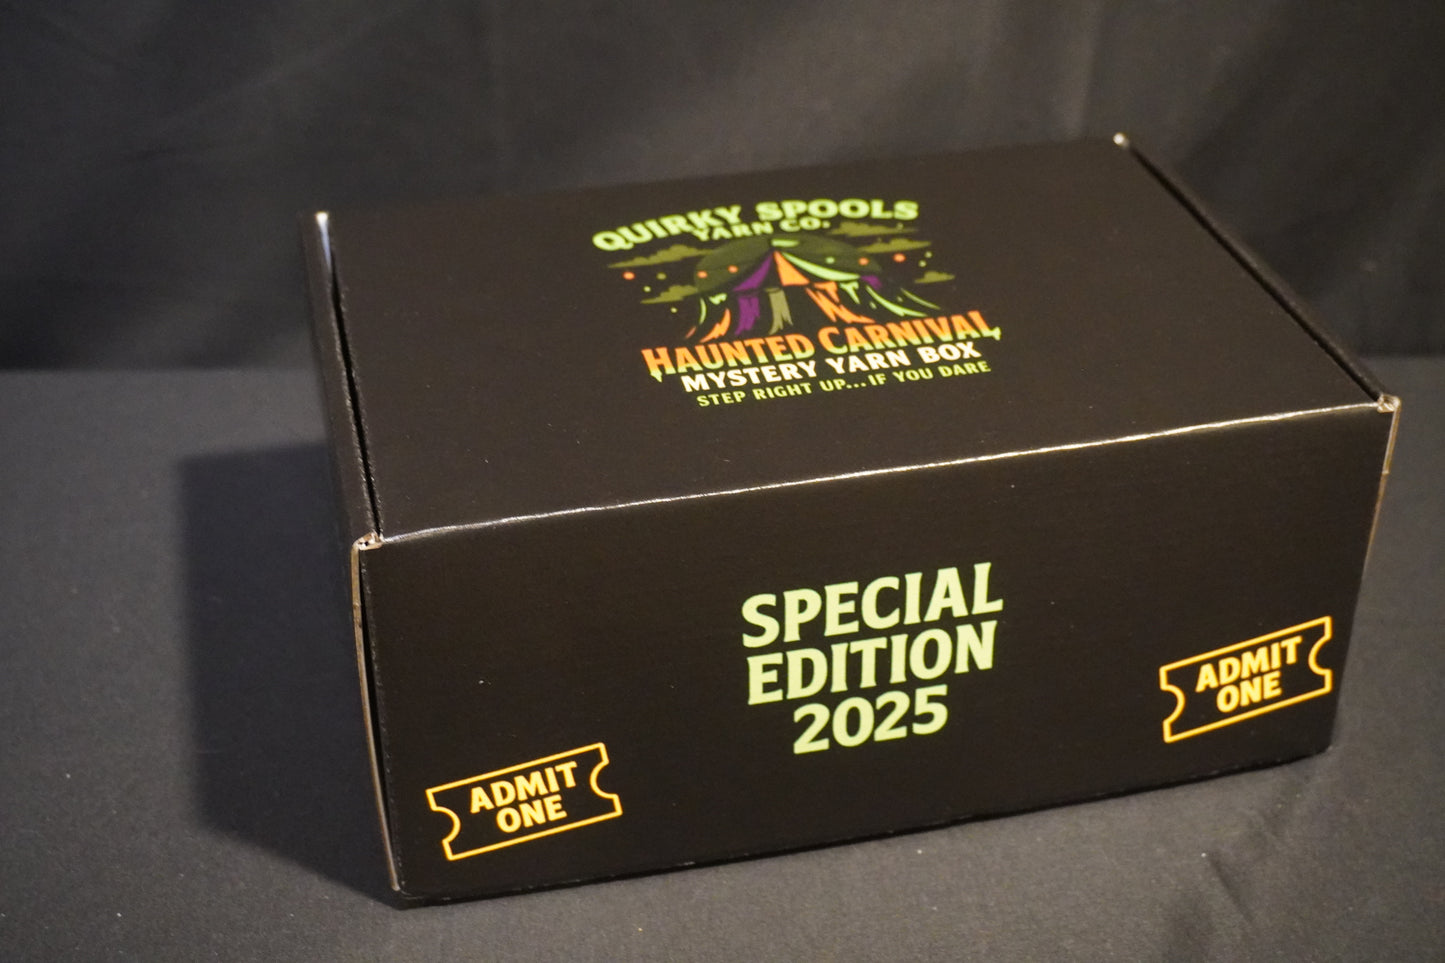 QUIRKY SPOOLS
YARN CO.
HAUNTED CARNIVAL
MYSTERY YARN BOX
STEP RIGHT UP...IF YOU DARE
SPECIAL
EDITION
2025
ADMIT
ONE
ADMIT
ONE